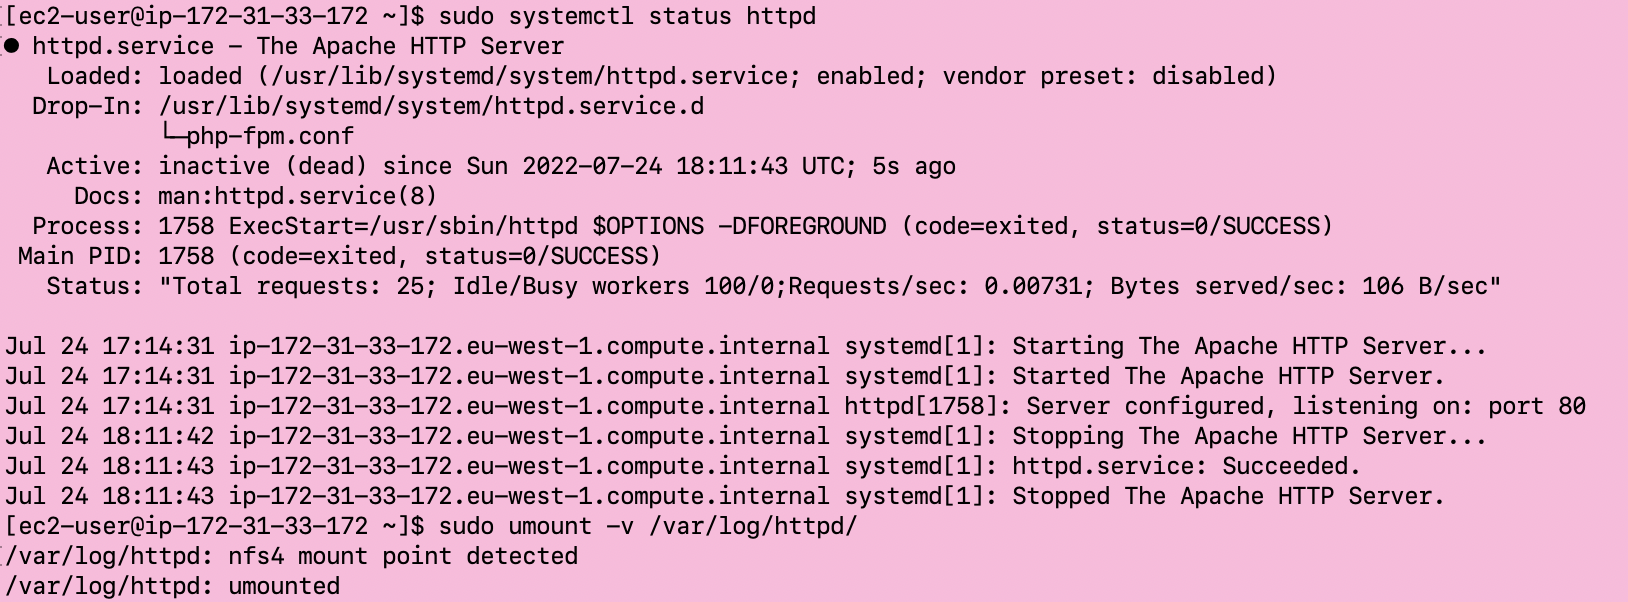 [ec2-user@ip-172-31-33-172 ~]$ sudo systemctl status httpd
● httpd.service – The Apache HTTP Server
   Loaded: loaded (/usr/lib/systemd/system/httpd.service; enabled; vendor preset: disabled)
  Drop-In: /usr/lib/systemd/system/httpd.service.d
           └─php-fpm.conf
   Active: inactive (dead) since Sun 2022-07-24 18:11:43 UTC; 5s ago
     Docs: man:httpd.service(8)
  Process: 1758 ExecStart=/usr/sbin/httpd $OPTIONS -DFOREGROUND (code=exited, status=0/SUCCESS)
 Main PID: 1758 (code=exited, status=0/SUCCESS)
   Status: "Total requests: 25; Idle/Busy workers 100/0;Requests/sec: 0.00731; Bytes served/sec: 106 B/sec"

Jul 24 17:14:31 ip-172-31-33-172.eu-west-1.compute.internal systemd[1]: Starting The Apache HTTP Server...
Jul 24 17:14:31 ip-172-31-33-172.eu-west-1.compute.internal systemd[1]: Started The Apache HTTP Server.
Jul 24 17:14:31 ip-172-31-33-172.eu-west-1.compute.internal httpd[1758]: Server configured, listening on: port 80
Jul 24 18:11:42 ip-172-31-33-172.eu-west-1.compute.internal systemd[1]: Stopping The Apache HTTP Server...
Jul 24 18:11:43 ip-172-31-33-172.eu-west-1.compute.internal systemd[1]: httpd.service: Succeeded.
Jul 24 18:11:43 ip-172-31-33-172.eu-west-1.compute.internal systemd[1]: Stopped The Apache HTTP Server.
[ec2-user@ip-172-31-33-172 ~]$ sudo umount -v /var/log/httpd/
/var/log/httpd: nfs4 mount point detected
/var/log/httpd: umounted